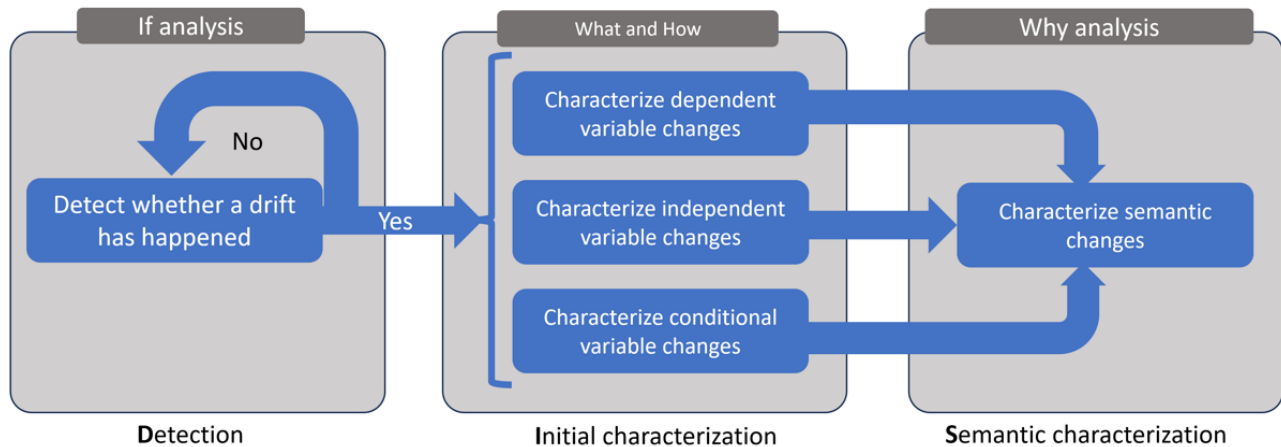 If analysis
No
Detect whether a drift
has happened
Yes
Detection
What and How
Characterize dependent
variable changes
Characterize independent
variable changes
Characterize conditional
variable changes
Initial characterization
Why analysis
Characterize semantic
changes
Semantic characterization